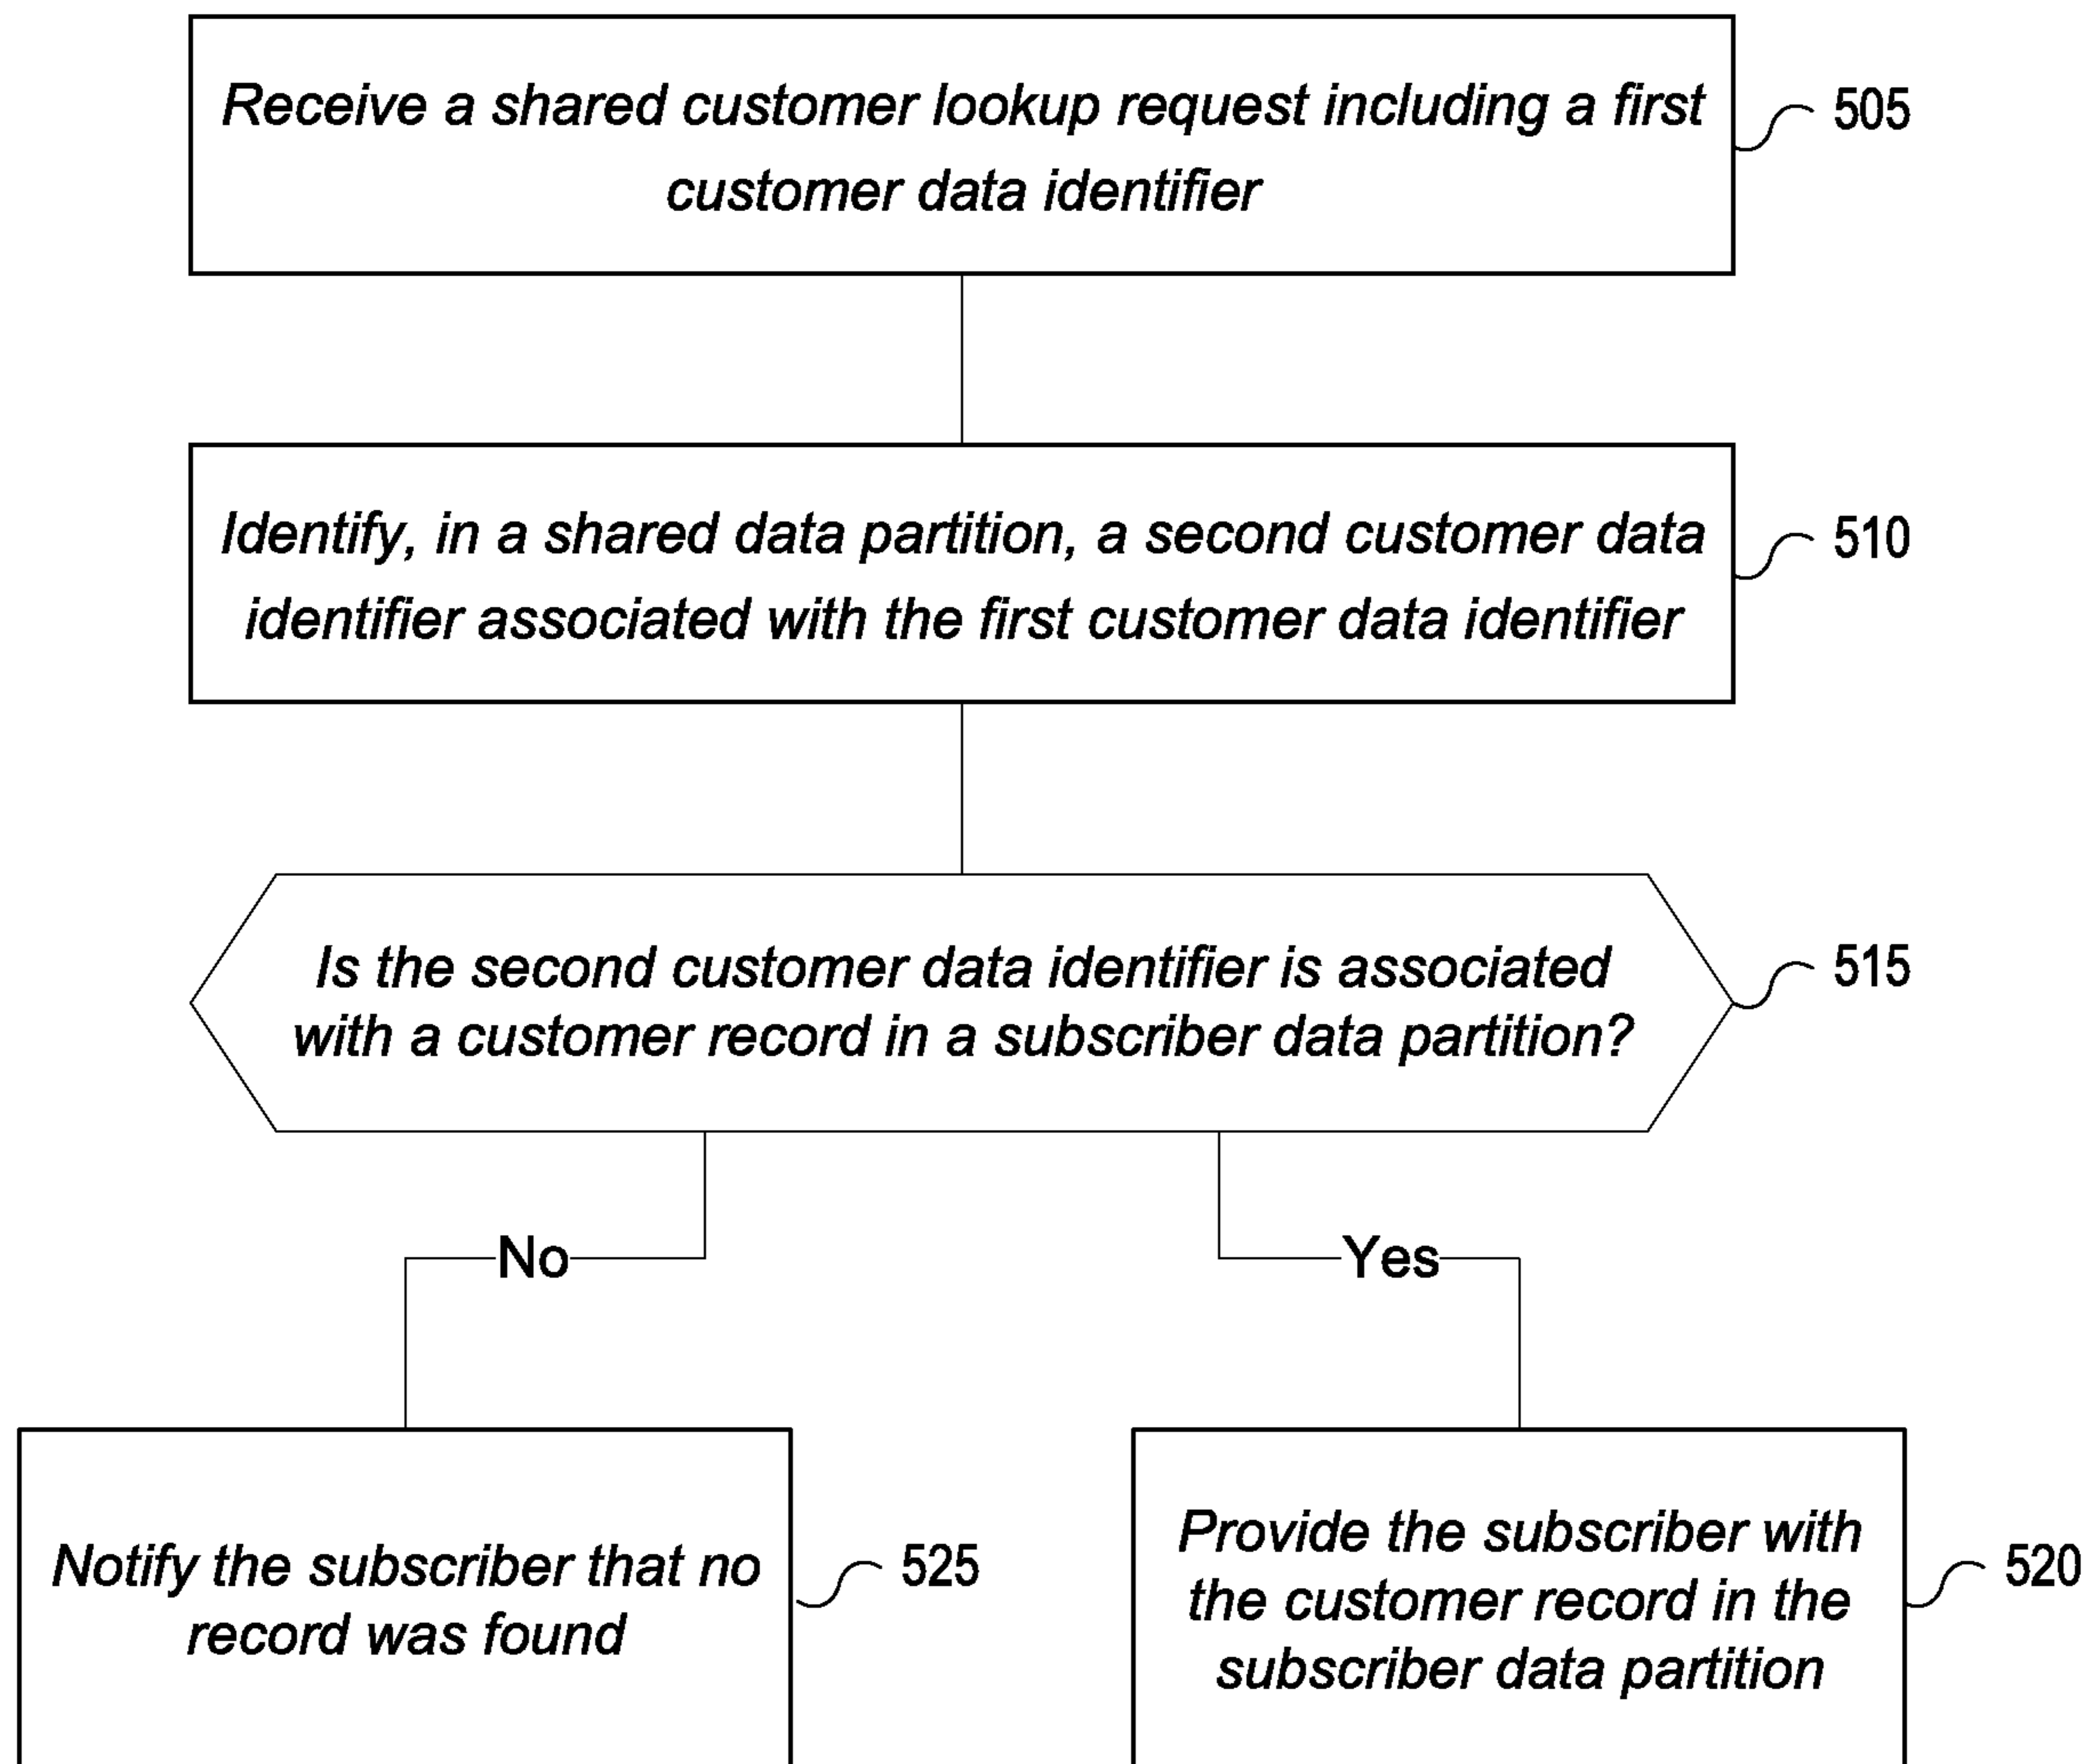 Receive a shared customer lookup request including a first
customer data identifier
505
Identify, in a shared data partition, a second customer data
identifier associated with the first customer data identifier
510
Is the second customer data identifier is associated
with a customer record in a subscriber data partition?
515
No
Yes
Notify the subscriber that no
record was found
525
Provide the subscriber with
the customer record in the
subscriber data partition
520